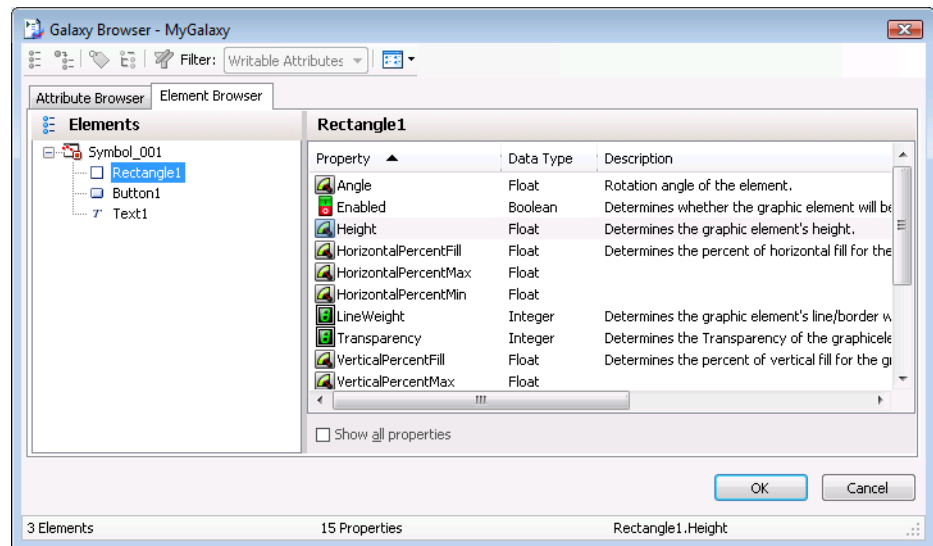 Galaxy Browser - MyGalaxy
Filter: Writable Attributes
Attribute Browser Element Browser
Elements Rectangle1
Symbol_001
Rectangle1
Button1
T Text1
Property Data Type Description
Angle Float Rotation angle of the element.
Enabled Boolean Determines whether the graphic element will be
Height Float Determines the graphic element's height.
HorizontalPercentFill Float Determines the percent of horizontal fill for the
HorizontalPercentMax Float
HorizontalPercentMin Float
LineWeight Integer Determines the graphic element's line/border w
Transparency Integer Determines the Transparency of the graphicele
VerticalPercentFill Float Determines the percent of vertical fill for the gr
VerticalPercentMax Float
Show all properties
OK Cancel
3 Elements 15 Properties Rectangle1.Height